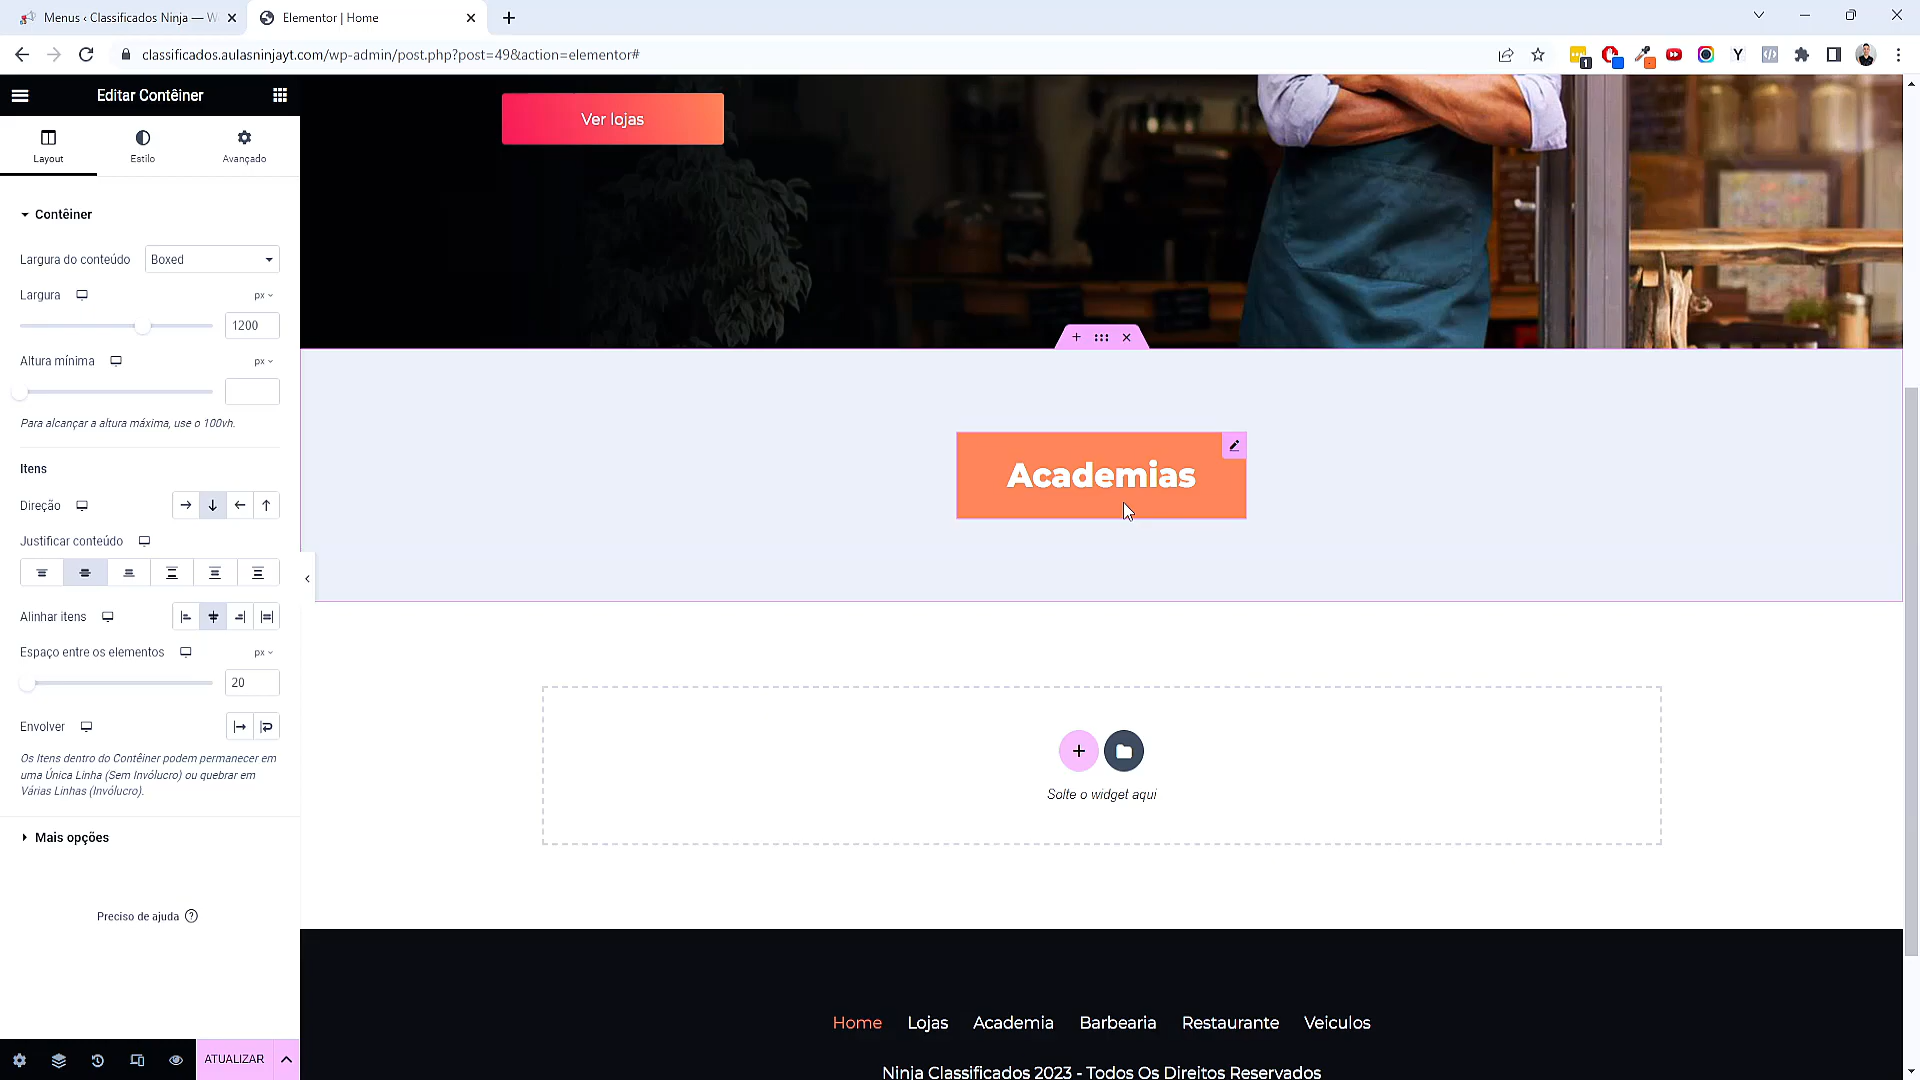 Menus ‹ Classificados Ninja — W
Elementor | Home
classificados.aulasninjayt.com/wp-admin/post.php?post=49&action=elementor#
1
Y
Editar Contêiner
Layout
Estilo
Avançado
Contêiner
Largura do conteúdo
Boxed
Largura
px
1200
Altura mínima
px
Para alcançar a altura máxima, use o 100vh.
Itens
Direção
Justificar conteúdo
Alinhar itens
Espaço entre os elementos
px
20
Envolver
Os Itens dentro do Contêiner podem permanecer em
uma Única Linha (Sem Invólucro) ou quebrar em
Várias Linhas (Invólucro).
Mais opções
Preciso de ajuda
ATUALIZAR
Ver lojas
Academias
Solte o widget aqui
Home Lojas Academia Barbearia Restaurante Veiculos
Ninja Classificados 2023 - Todos Os Direitos Reservados